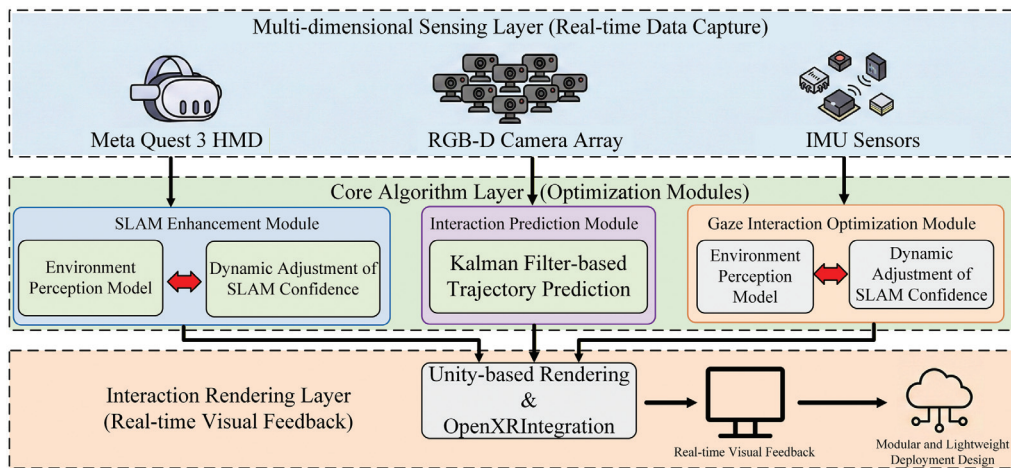 Multi-dimensional Sensing Layer (Real-time Data Capture)
Meta Quest 3 HMD
RGB-D Camera Array
IMU Sensors
Core Algorithm Layer (Optimization Modules)
SLAM Enhancement Module
Environment
Perception Model
Dynamic Adjustment of
SLAM Confidence
Interaction Prediction Module
Kalman Filter-based
Trajectory Prediction
Gaze Interaction Optimization Module
Environment
Perception
Model
Dynamic
Adjustment of
SLAM Confidence
Interaction Rendering Layer
(Real-time Visual Feedback)
Unity-based Rendering
&
OpenXRIntegration
Real-time Visual Feedback
Modular and Lightweight
Deployment Design